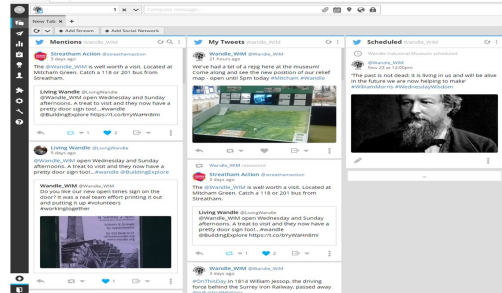 1
Compose message...
New Tab
Add Stream
Add Social Network
Mentions Wandle_WIM
Streatham Action @streathamaction
3 days ago
The @Wandle_WIM is well worth a visit. Located at
Mitcham Green. Catch a 118 or 201 bus from
Streatham.
Living Wandle @LivingWandle
@Wandle_WIM open Wednesday and Sunday
afternoons. A treat to visit and they now have a
pretty door sign too!...#wandle
@BuildingExplore
1
Living Wandle @LivingWandle
3 days ago
@Wandle_WIM open Wednesday and Sunday
afternoons. A treat to visit and they now have a
pretty door sign too!...#wandle @BuildingExplore
Wandle_WIM @Wandle_WIM
Do you like our new open times sign on the
door? it was a real team effort printing it out
and putting it up #volunteers
#workingtogether
My Tweets Wandle_WIM
Wandle_WIM @Wandle_WIM
21 hours ago
We've had a bit of a rejig here at the museum!
Come along and see the new position of our relief
map - open until 5pm today #Mitcham #Wandle
Wandle_WIM retweeted
Streatham Action @streathamaction
3 days ago
The @Wandle_WIM is well worth a visit. Located at
Mitcham Green. Catch a 118 or 201 bus from
Streatham.
Living Wandle @LivingWandle
@Wandle_WIM open Wednesday and Sunday
afternoons. A treat to visit and they now have a
pretty door sign too!...#wandle
@BuildingExplore
1
2
Wandle_WIM @Wandle_WIM
5 days ago
#OnThisDay in 1814 William Jessop, the driving
force behind the Surrey Iron Railway, passed away
Scheduled Wandle_WIM
Wandle Industrial Museum scheduled
@Wandle_WIM
Nov 23 at 12:00pm
'The past is not dead; it is living in us and will be alive
in the future we are now helping to make'
#WilliamMorris #WednesdayWisdom